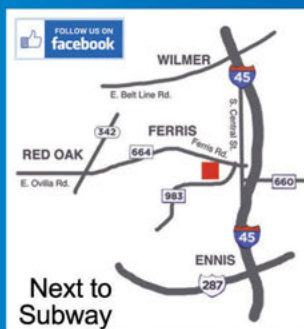 FOLLOW US ON
facebook
WILMER
45
E. Belt Line Rd.
S. Central St.
342
FERRIS
RED OAK
664
Ferris Rd.
E. Ovilla Rd.
983
660
45
ENNIS
287
Next to
Subway